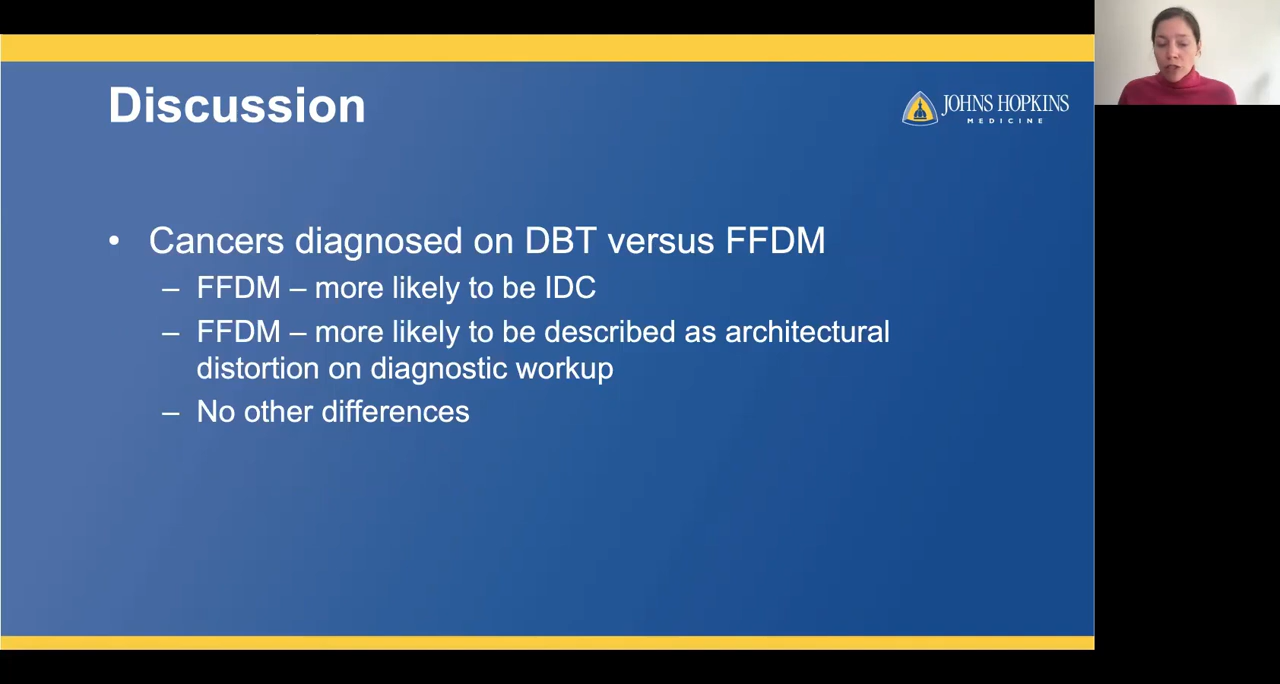 Discussion
JOHNS HOPKINS
MEDICINE
• Cancers diagnosed on DBT versus FFDM
– FFDM – more likely to be IDC
– FFDM – more likely to be described as architectural
distortion on diagnostic workup
– No other differences